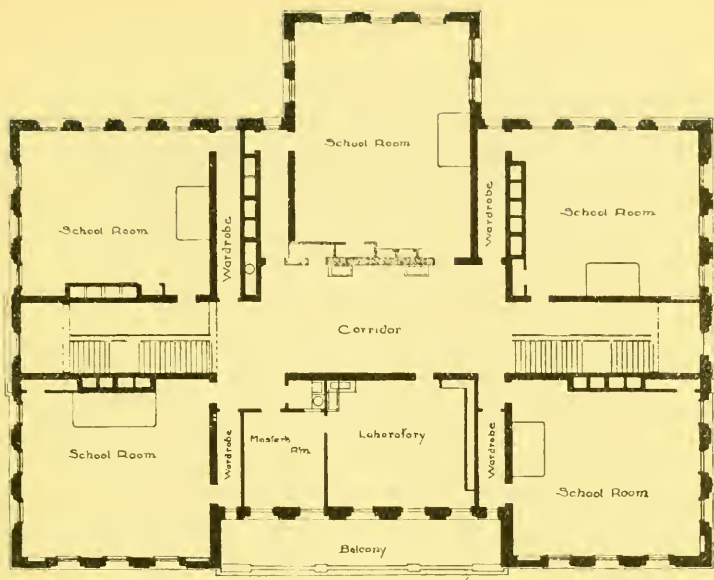 School Room
School Room
School Room
Wardrobe
Wardrobe
Corridor
School Room
Wardrobe
Master's
Rm.
Laboratory
Wardrobe
School Room
Balcony